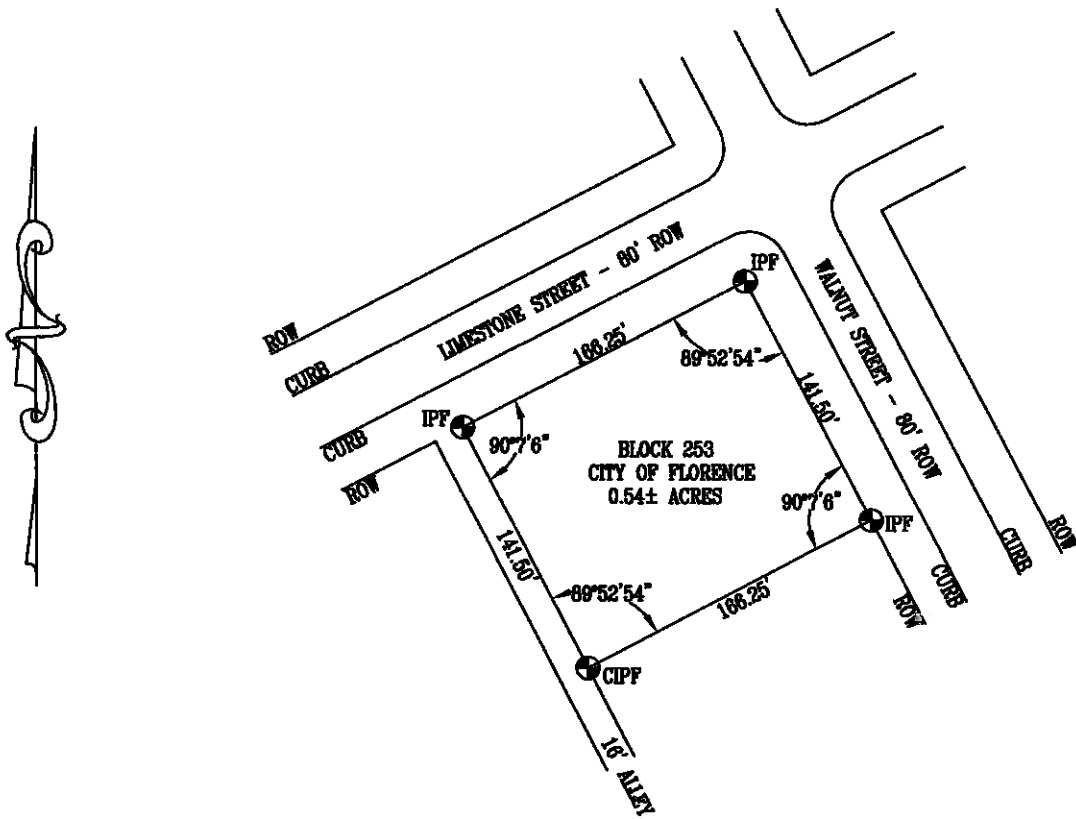 ROW
CURB
LIMESTONE STREET - 80' ROW
CURB
ROW
IPF
WALNUT STREET - 80' ROW
166.25'
89°52'54"
141.50'
IPF
90°7'6"
BLOCK 253
CITY OF FLORENCE
0.54± ACRES
90°7'6"
IPF
141.50'
89°52'54"
166.25'
CIPF
ROW
CURB
CURB
ROW
16' ALLEY